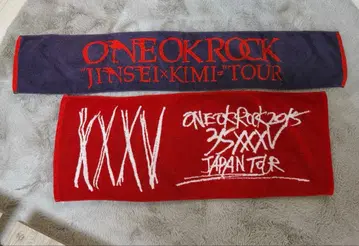 ONE OK ROCK
"JINSEI×KIMI=" TOUR
XXXV
ONE OK ROCK 2015
35XXXV
JAPAN TOUR